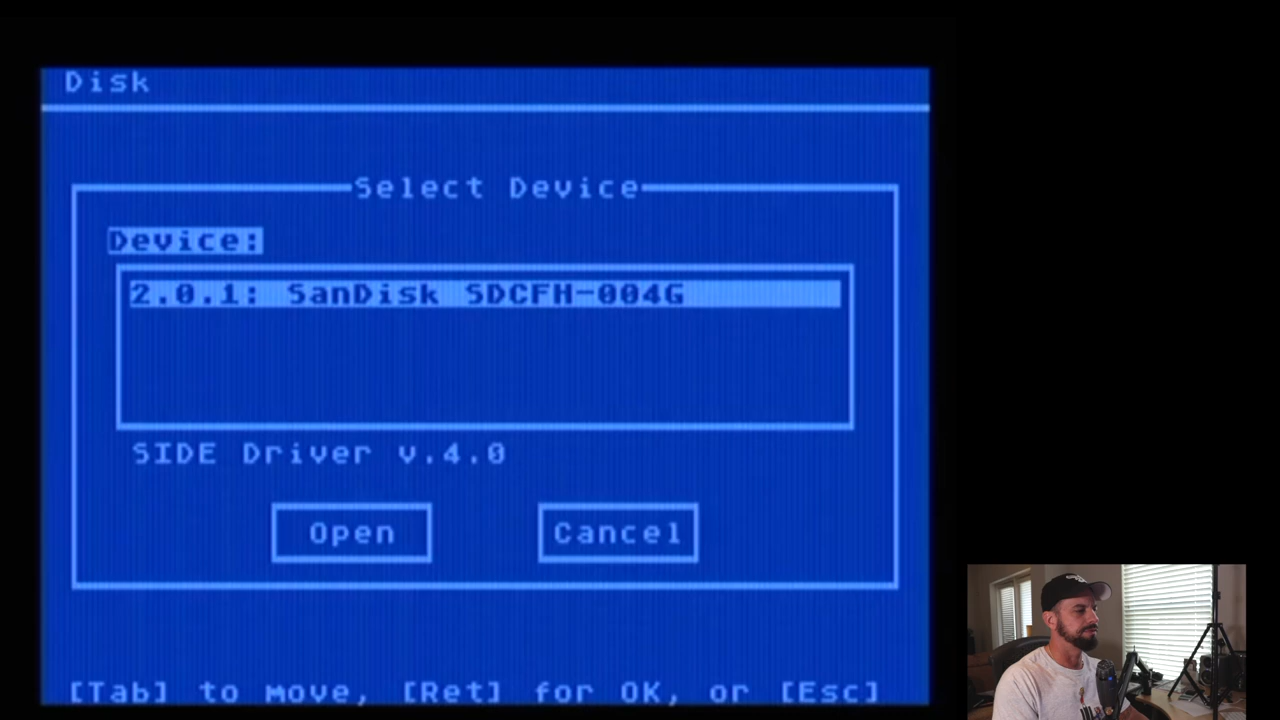 Disk
Select Device
Device:
2.0.1: SanDisk SDCFH-004G
SIDE Driver v.4.0
Open
Cancel
[Tab] to move, [Ret] for OK, or [Esc]